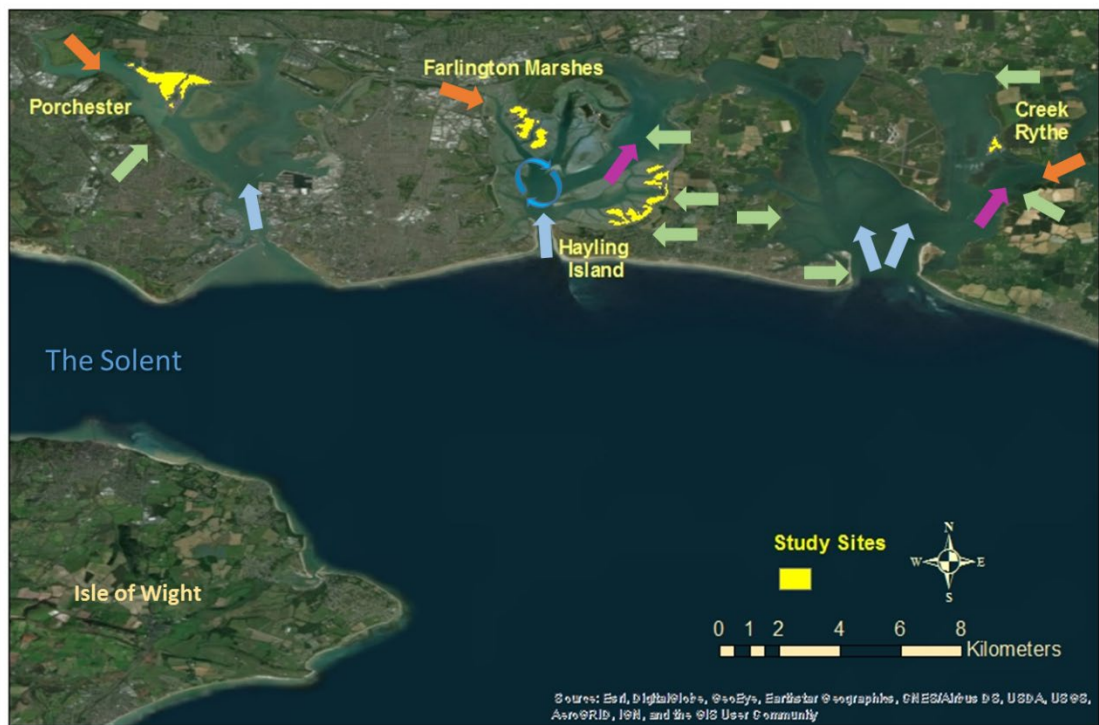 Farlington Marshes
Porchester
Creek
Rythe
Hayling
Island
The Solent
Study Sites
N
W
E
S
Isle of Wight
0 1 2 4 6 8
Kilometers
Source: Esri, DigitalGlobe, GeoEye, Earthstar Geographics, CNES/Airbus DS, USDA, USGS,
AeroGRID, IGN, and the GIS User Community